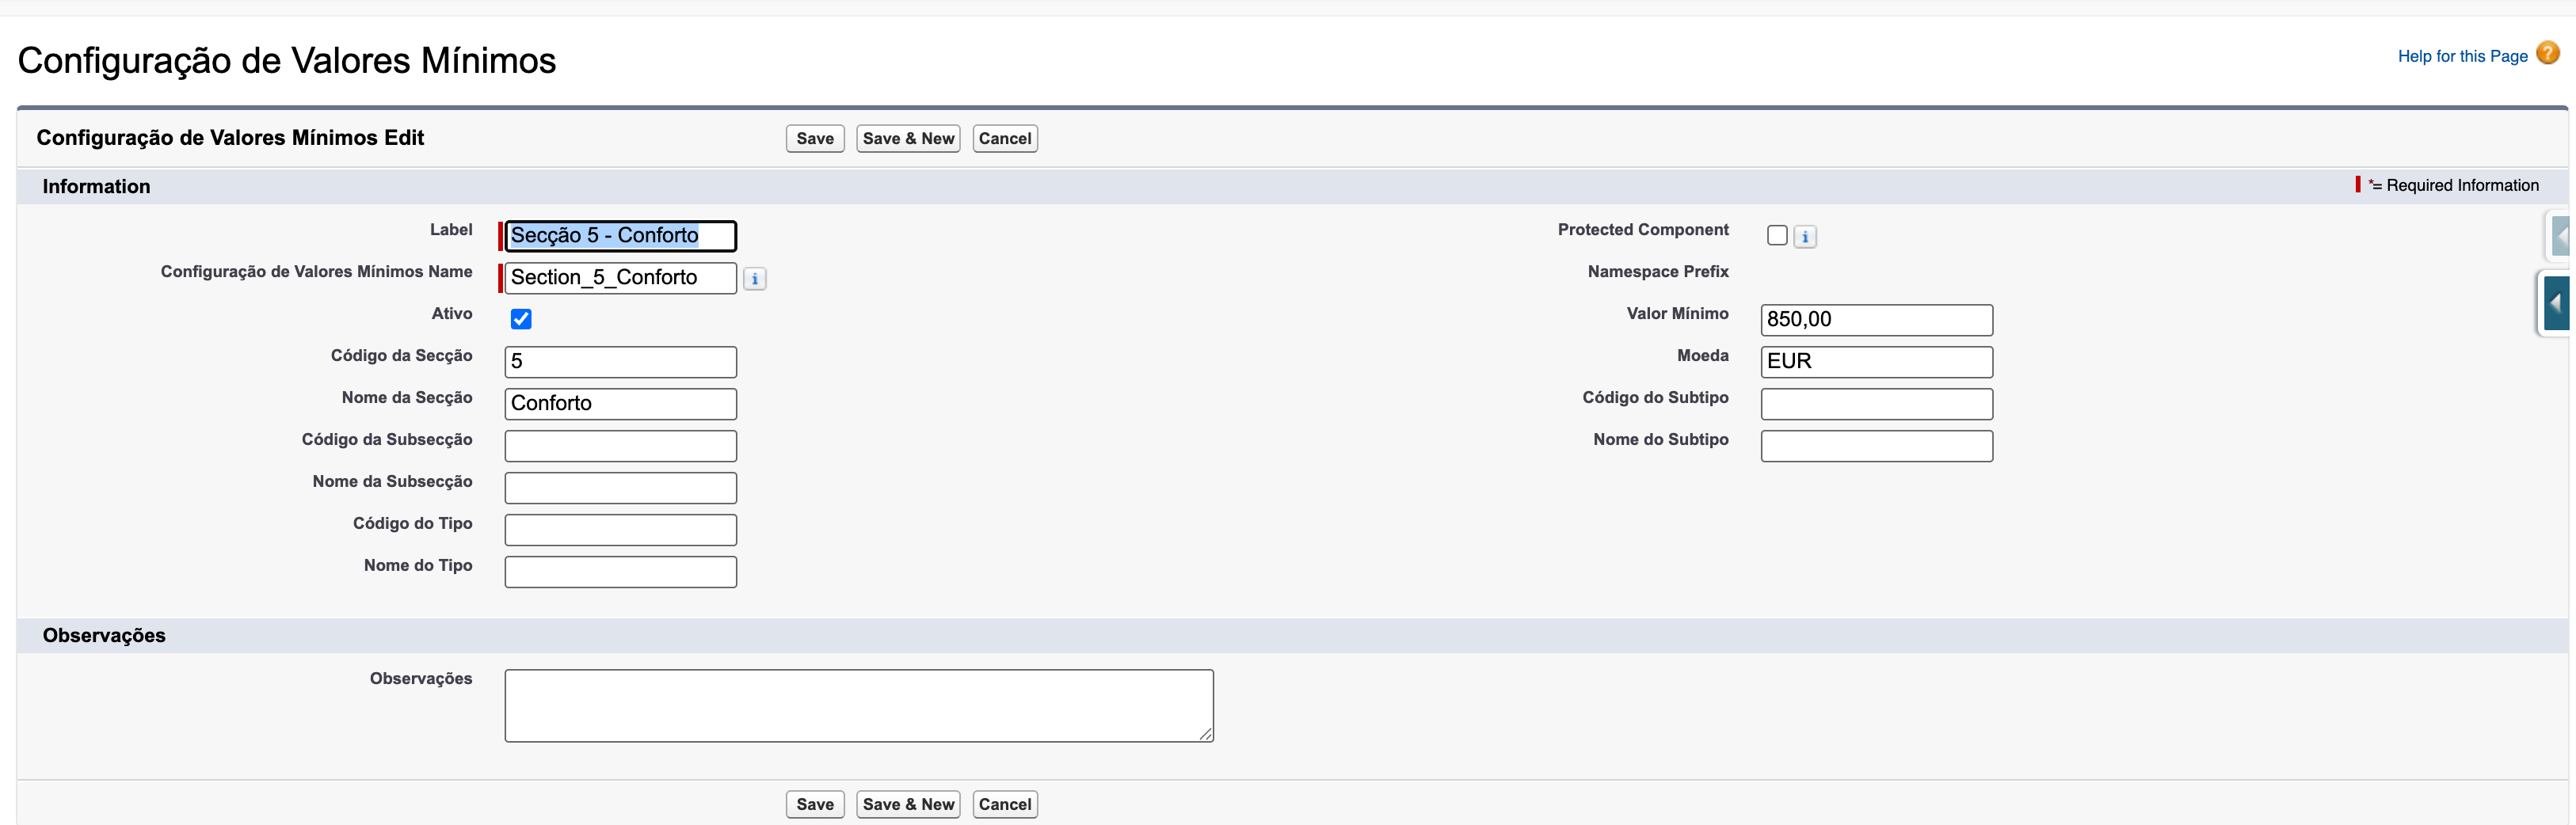 Configuração de Valores Mínimos
Help for this Page ?
Configuração de Valores Mínimos Edit
Save
Save & New
Cancel
Information
*= Required Information
Label
Secção 5 - Conforto
Protected Component
i
Configuração de Valores Mínimos Name
Section_5_Conforto
i
Namespace Prefix
Ativo
Valor Mínimo
850,00
Código da Secção
5
Moeda
EUR
Nome da Secção
Conforto
Código do Subtipo
Código da Subsecção
Nome do Subtipo
Nome da Subsecção
Código do Tipo
Nome do Tipo
Observações
Observações
Save
Save & New
Cancel